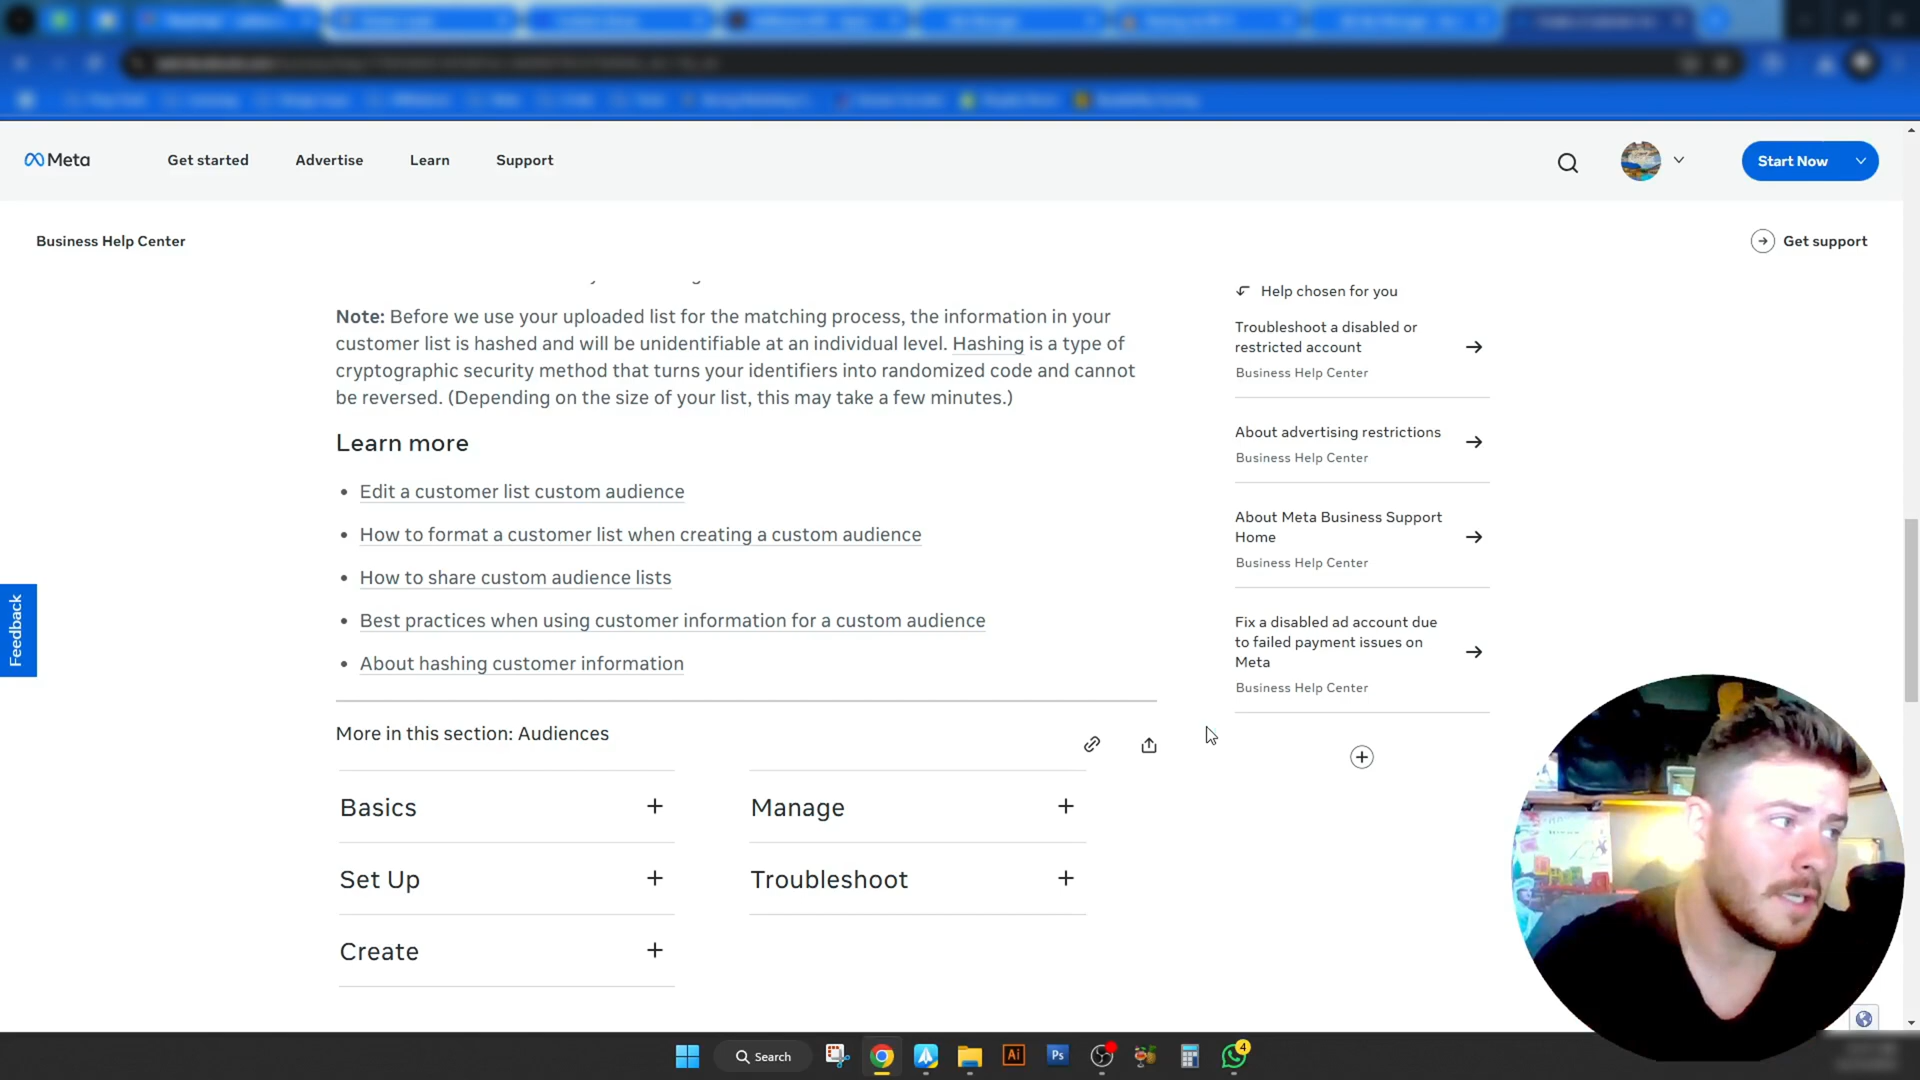 Meta
Get started
Advertise
Learn
Support
Start Now
Business Help Center
Get support
Note: Before we use your uploaded list for the matching process, the information in your
customer list is hashed and will be unidentifiable at an individual level. Hashing is a type of
cryptographic security method that turns your identifiers into randomized code and cannot
be reversed. (Depending on the size of your list, this may take a few minutes.)
Learn more
• Edit a customer list custom audience
• How to format a customer list when creating a custom audience
• How to share custom audience lists
• Best practices when using customer information for a custom audience
• About hashing customer information
More in this section: Audiences
Basics
Manage
Set Up
Troubleshoot
Create
Help chosen for you
Troubleshoot a disabled or
restricted account
Business Help Center
About advertising restrictions
Business Help Center
About Meta Business Support
Home
Business Help Center
Fix a disabled ad account due
to failed payment issues on
Meta
Business Help Center
Feedback
Search
Ai
Ps
4